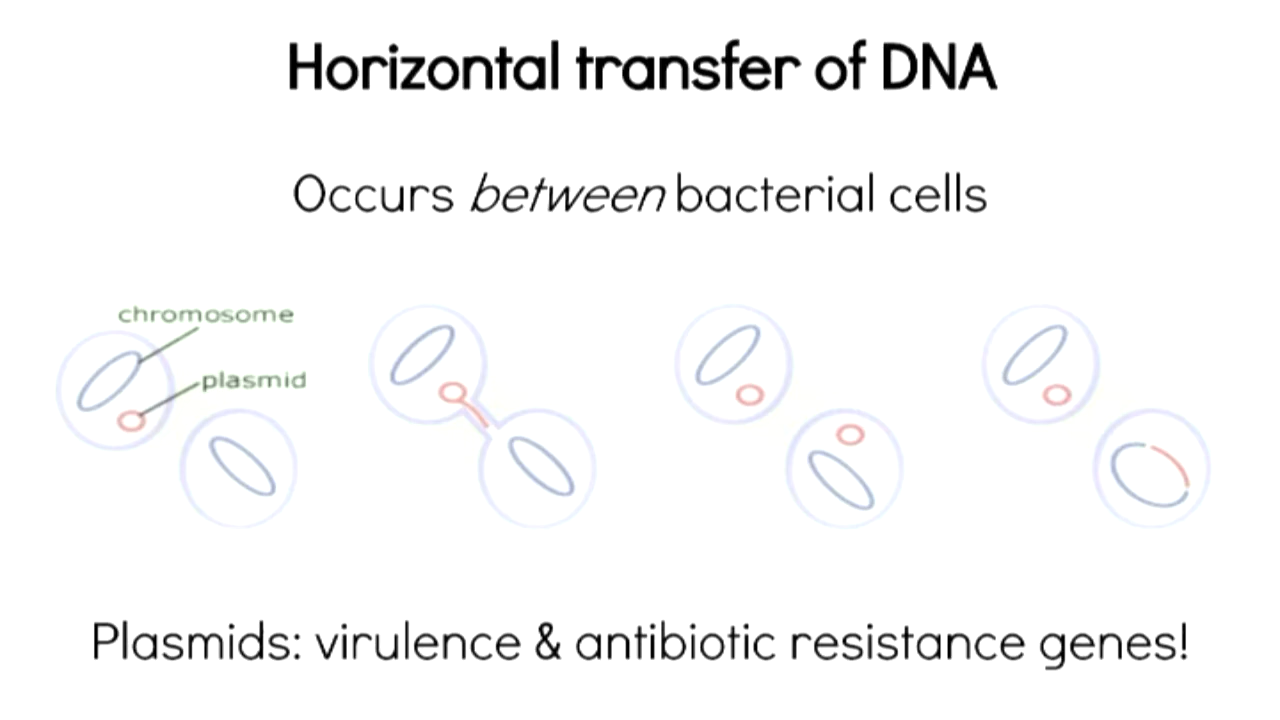 Horizontal transfer of DNA
Occurs between bacterial cells
chromosome
plasmid
Plasmids: virulence & antibiotic resistance genes!